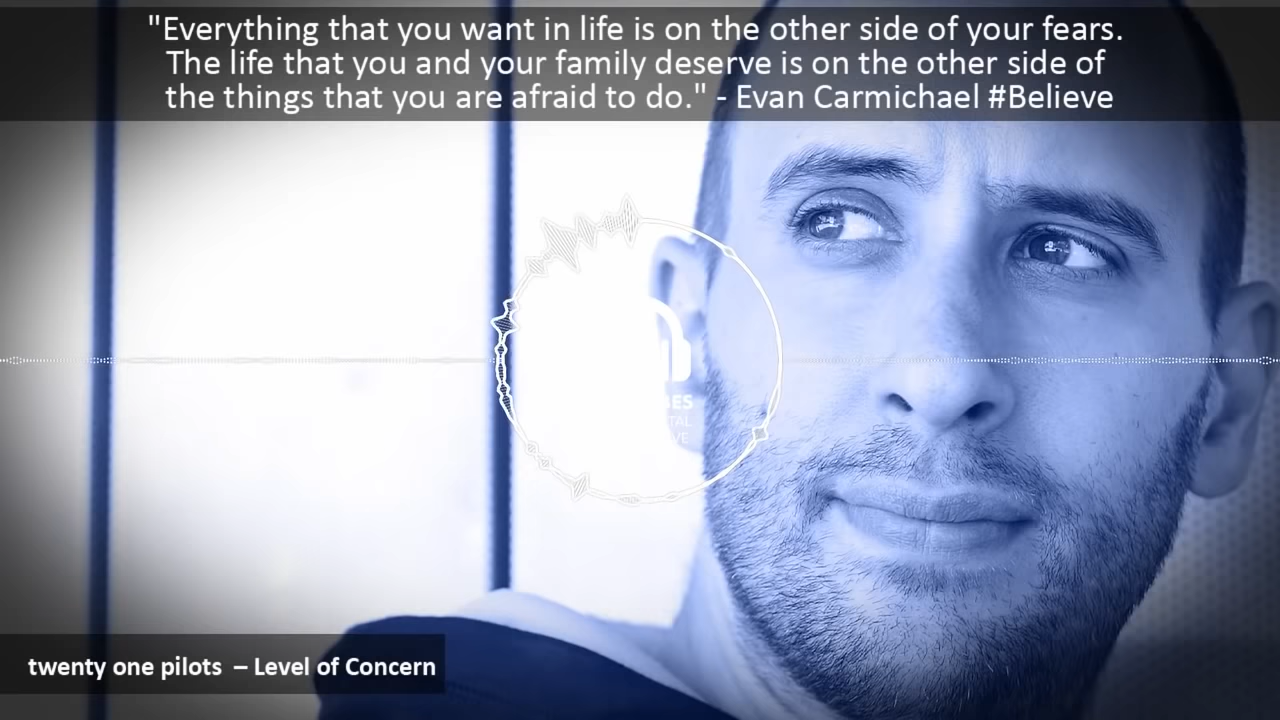 "Everything that you want in life is on the other side of your fears.
The life that you and your family deserve is on the other side of
the things that you are afraid to do." - Evan Carmichael #Believe
twenty one pilots – Level of Concern